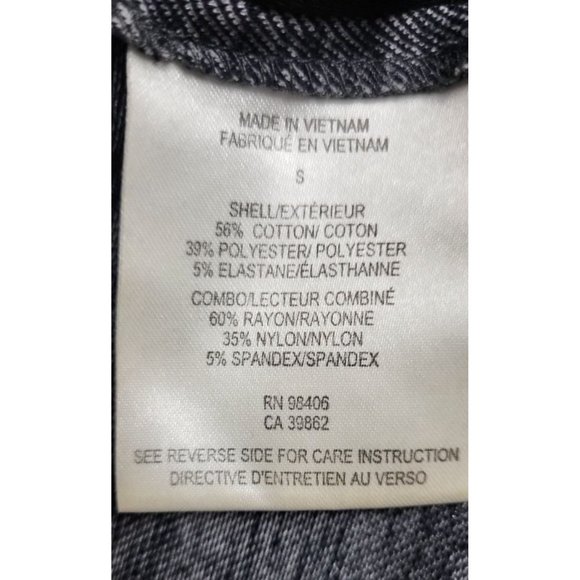 MADE IN VIETNAM
FABRIQUÉ EN VIETNAM
S
SHELL/EXTÉRIEUR
56% COTTON/ COTON
39% POLYESTER/ POLYESTER
5% ELASTANE/ÉLASTHANNE
COMBO/LECTEUR COMBINÉ
60% RAYON/RAYONNE
35% NYLON/NYLON
5% SPANDEX/SPANDEX
RN 98406
CA 39862
SEE REVERSE SIDE FOR CARE INSTRUCTION
DIRECTIVE D'ENTRETIEN AU VERSO